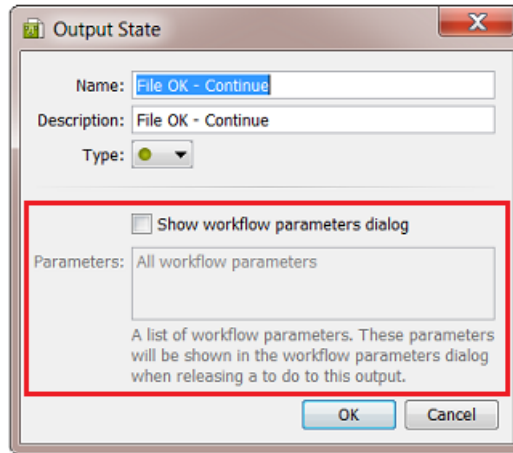 Output State
Name: File OK - Continue
Description: File OK - Continue
Type:
Show workflow parameters dialog
Parameters: All workflow parameters
A list of workflow parameters. These parameters
will be shown in the workflow parameters dialog
when releasing a to do to this output.
OK Cancel